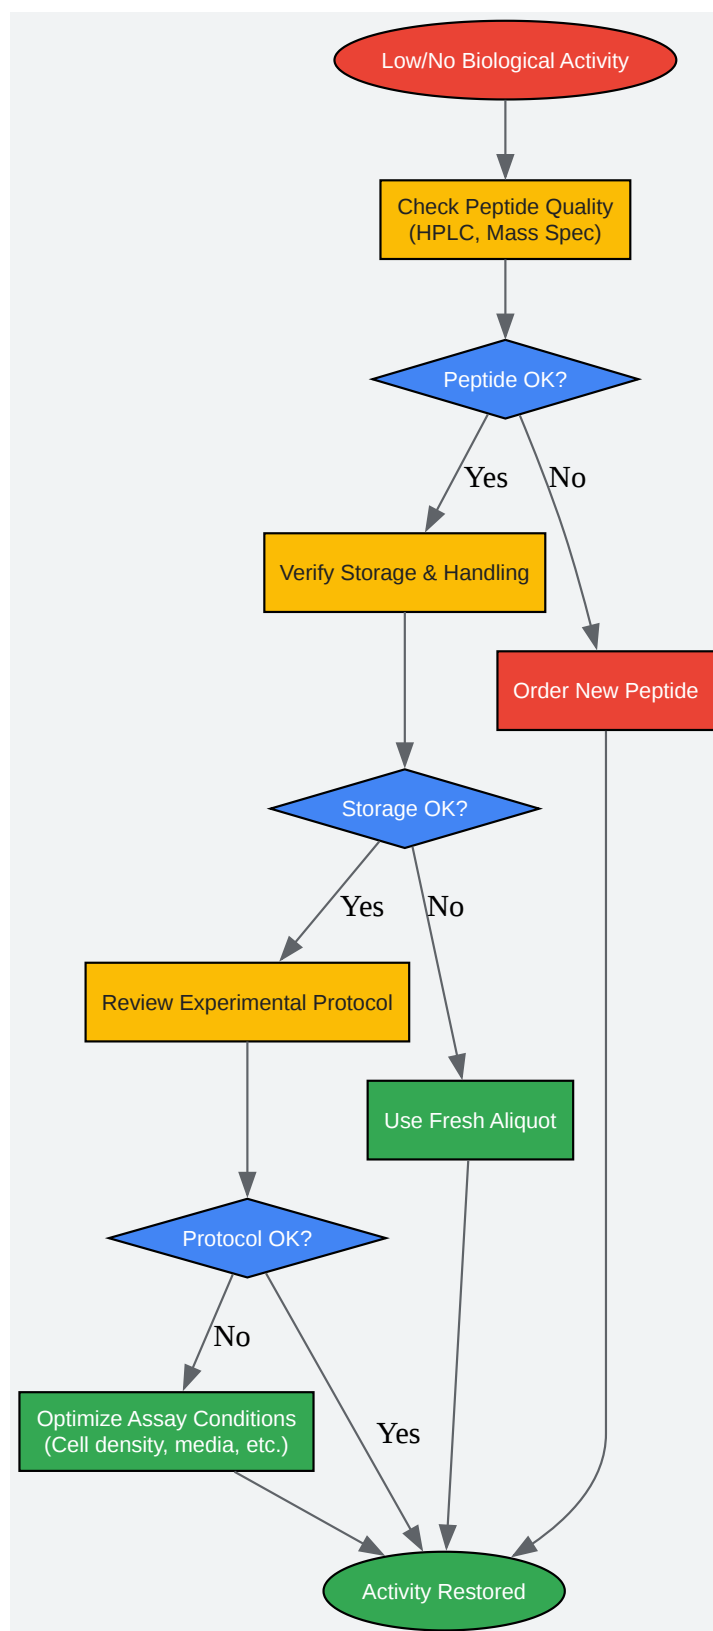 Low/No Biological Activity
Check Peptide Quality
(HPLC, Mass Spec)
Peptide OK?
Yes
No
Verify Storage & Handling
Order New Peptide
Storage OK?
Yes
No
Review Experimental Protocol
Use Fresh Aliquot
Protocol OK?
No
Optimize Assay Conditions
(Cell density, media, etc.)
Yes
Activity Restored